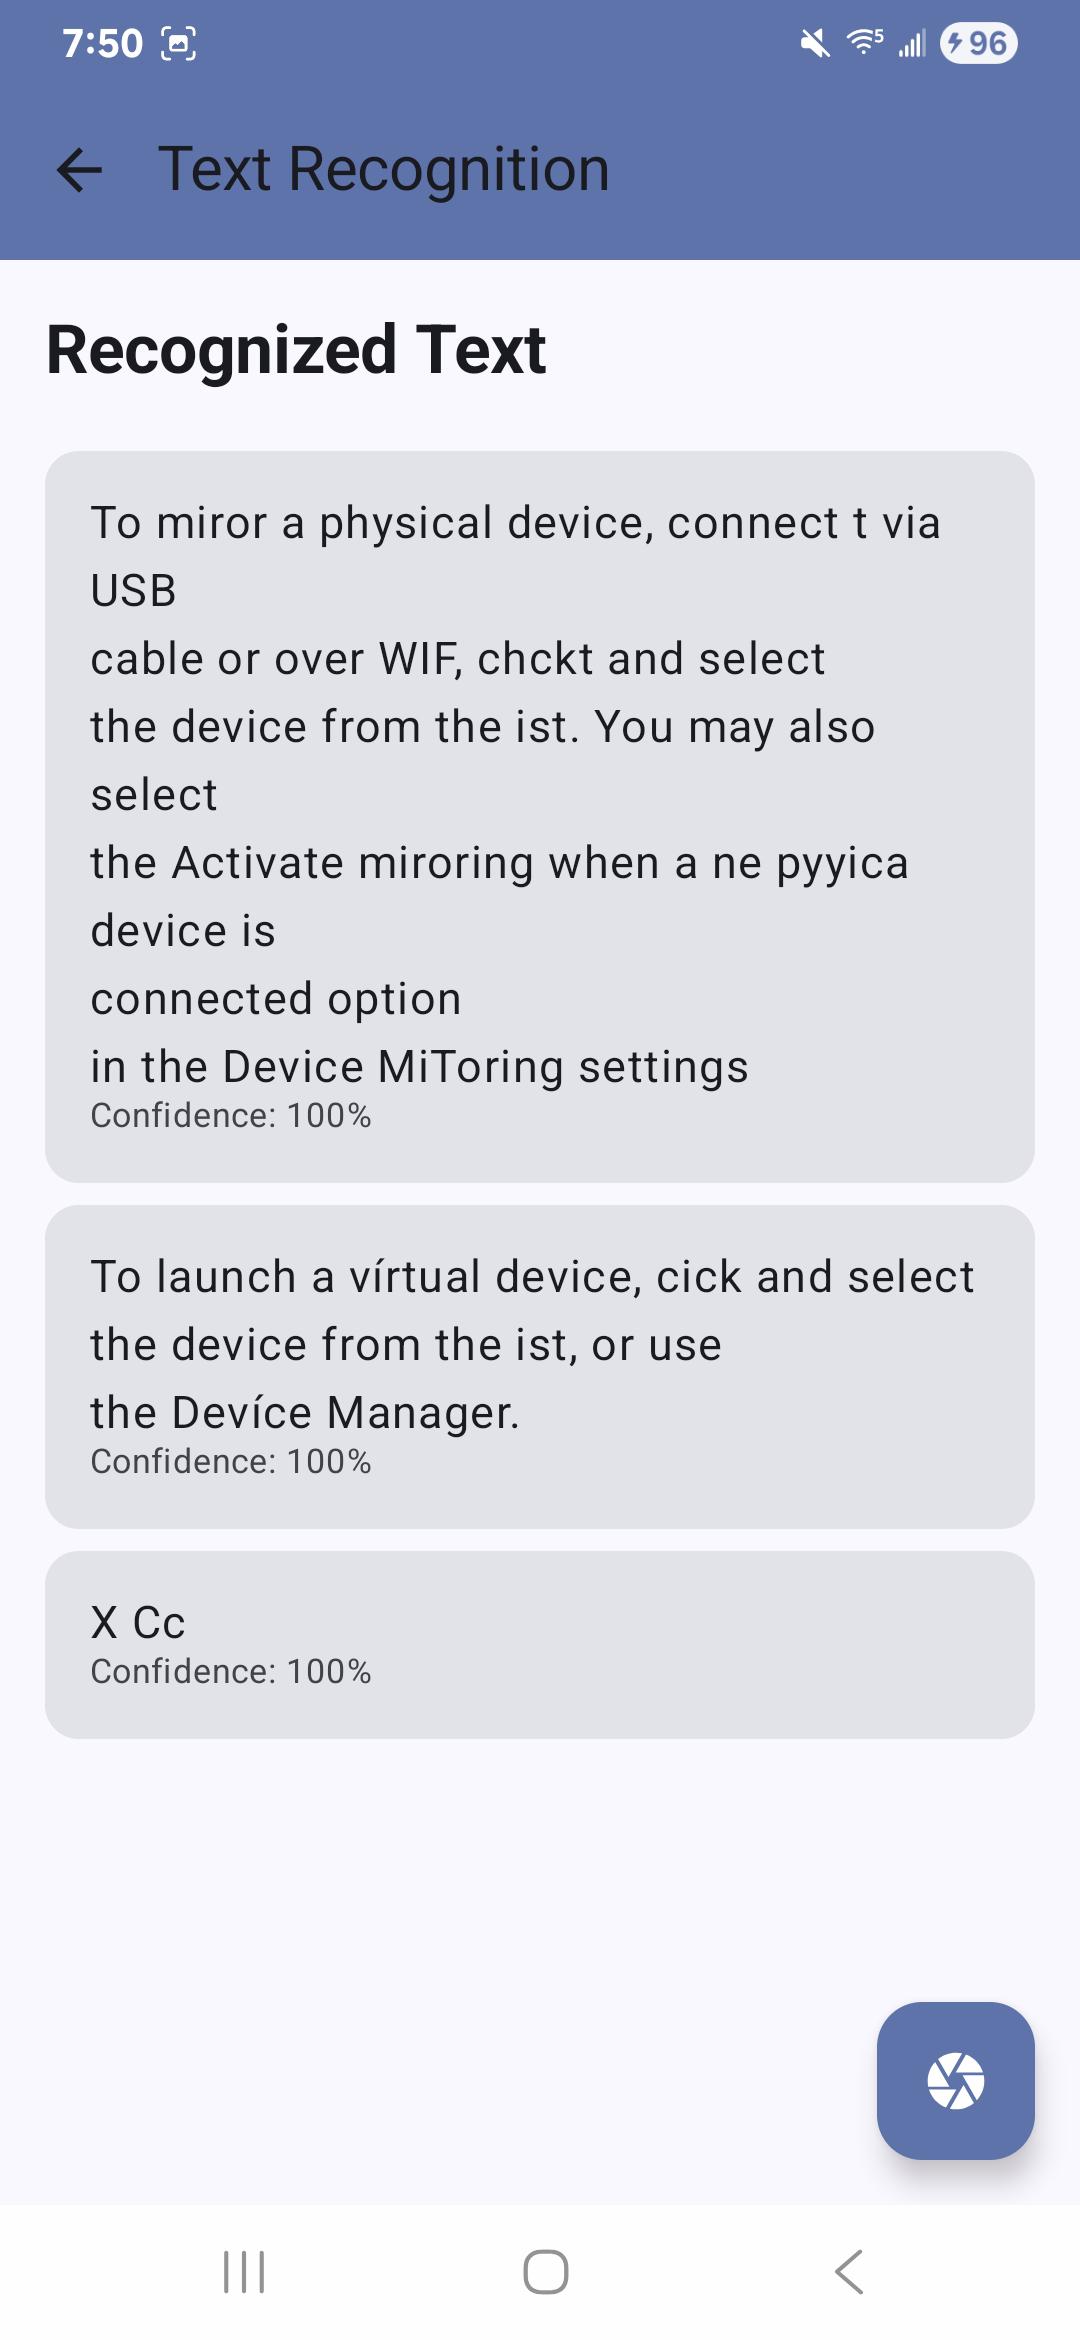 7:50
5
96
Text Recognition
Recognized Text
To miror a physical device, connect t via
USB
cable or over WIF, chckt and select
the device from the ist. You may also
select
the Activate miroring when a ne pyyica
device is
connected option
in the Device MiToring settings
Confidence: 100%
To launch a vírtual device, cick and select
the device from the ist, or use
the Devíce Manager.
Confidence: 100%
X Cc
Confidence: 100%